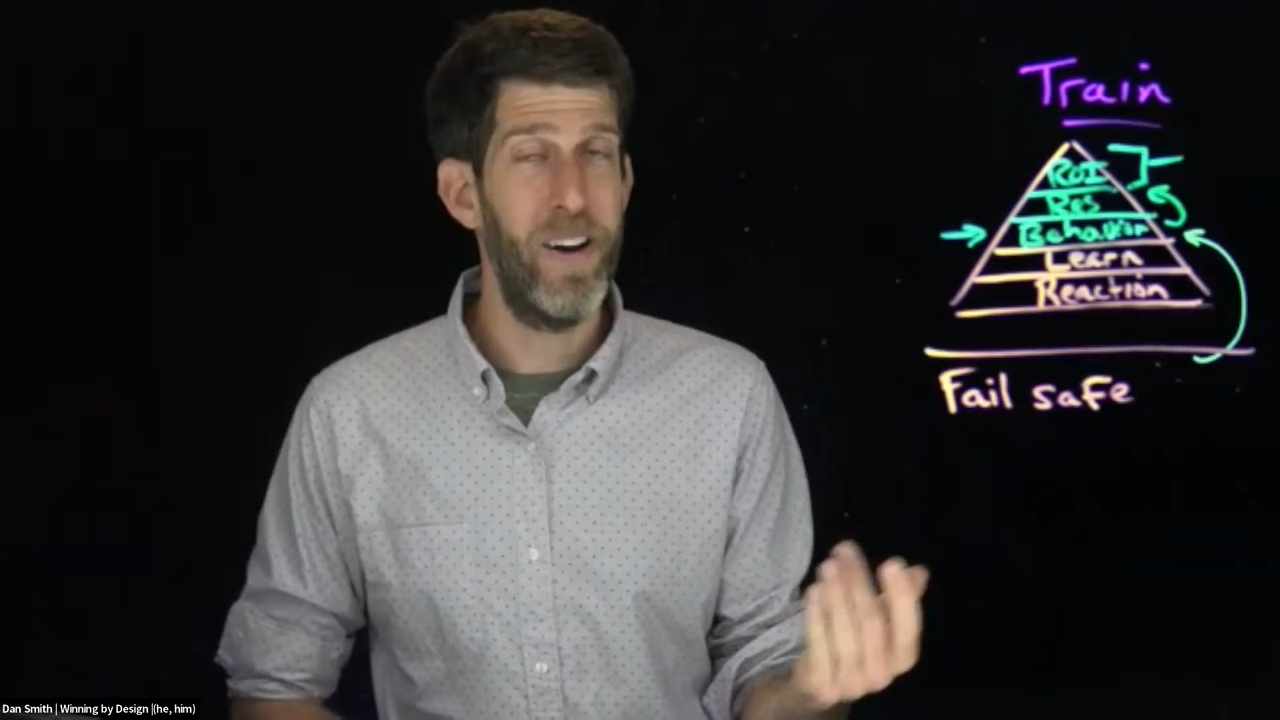 Train
ROI
Res
Behavior
Learn
Reaction
Fail safe
Dan Smith | Winning by Design |(he, him)